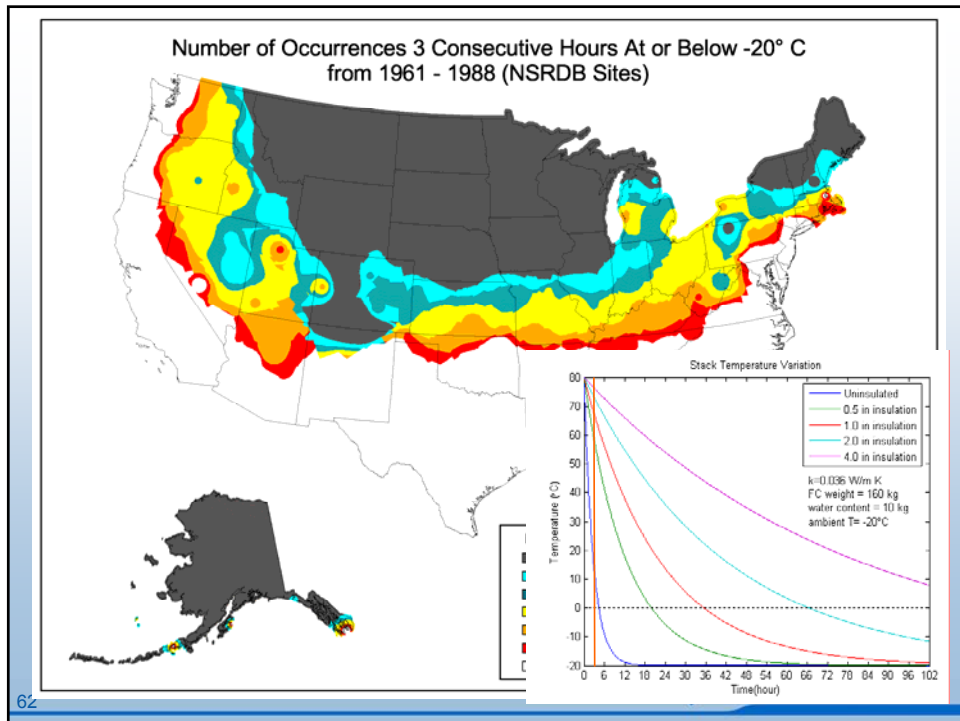 Number of Occurrences 3 Consecutive Hours At or Below -20° C
from 1961 - 1988 (NSRDB Sites)
Stack Temperature Variation
80
70
60
50
40
30
20
10
0
-10
-20
Temperature (°C)
Uninsulated
0.5 in insulation
1.0 in insulation
2.0 in insulation
4.0 in insulation
k=0.036 W/m K
FC weight = 160 kg
water content = 10 kg
ambient T= -20°C
0 6 12 18 24 30 36 42 48 54 60 66 72 78 84 90 96 102
Time(hour)
62